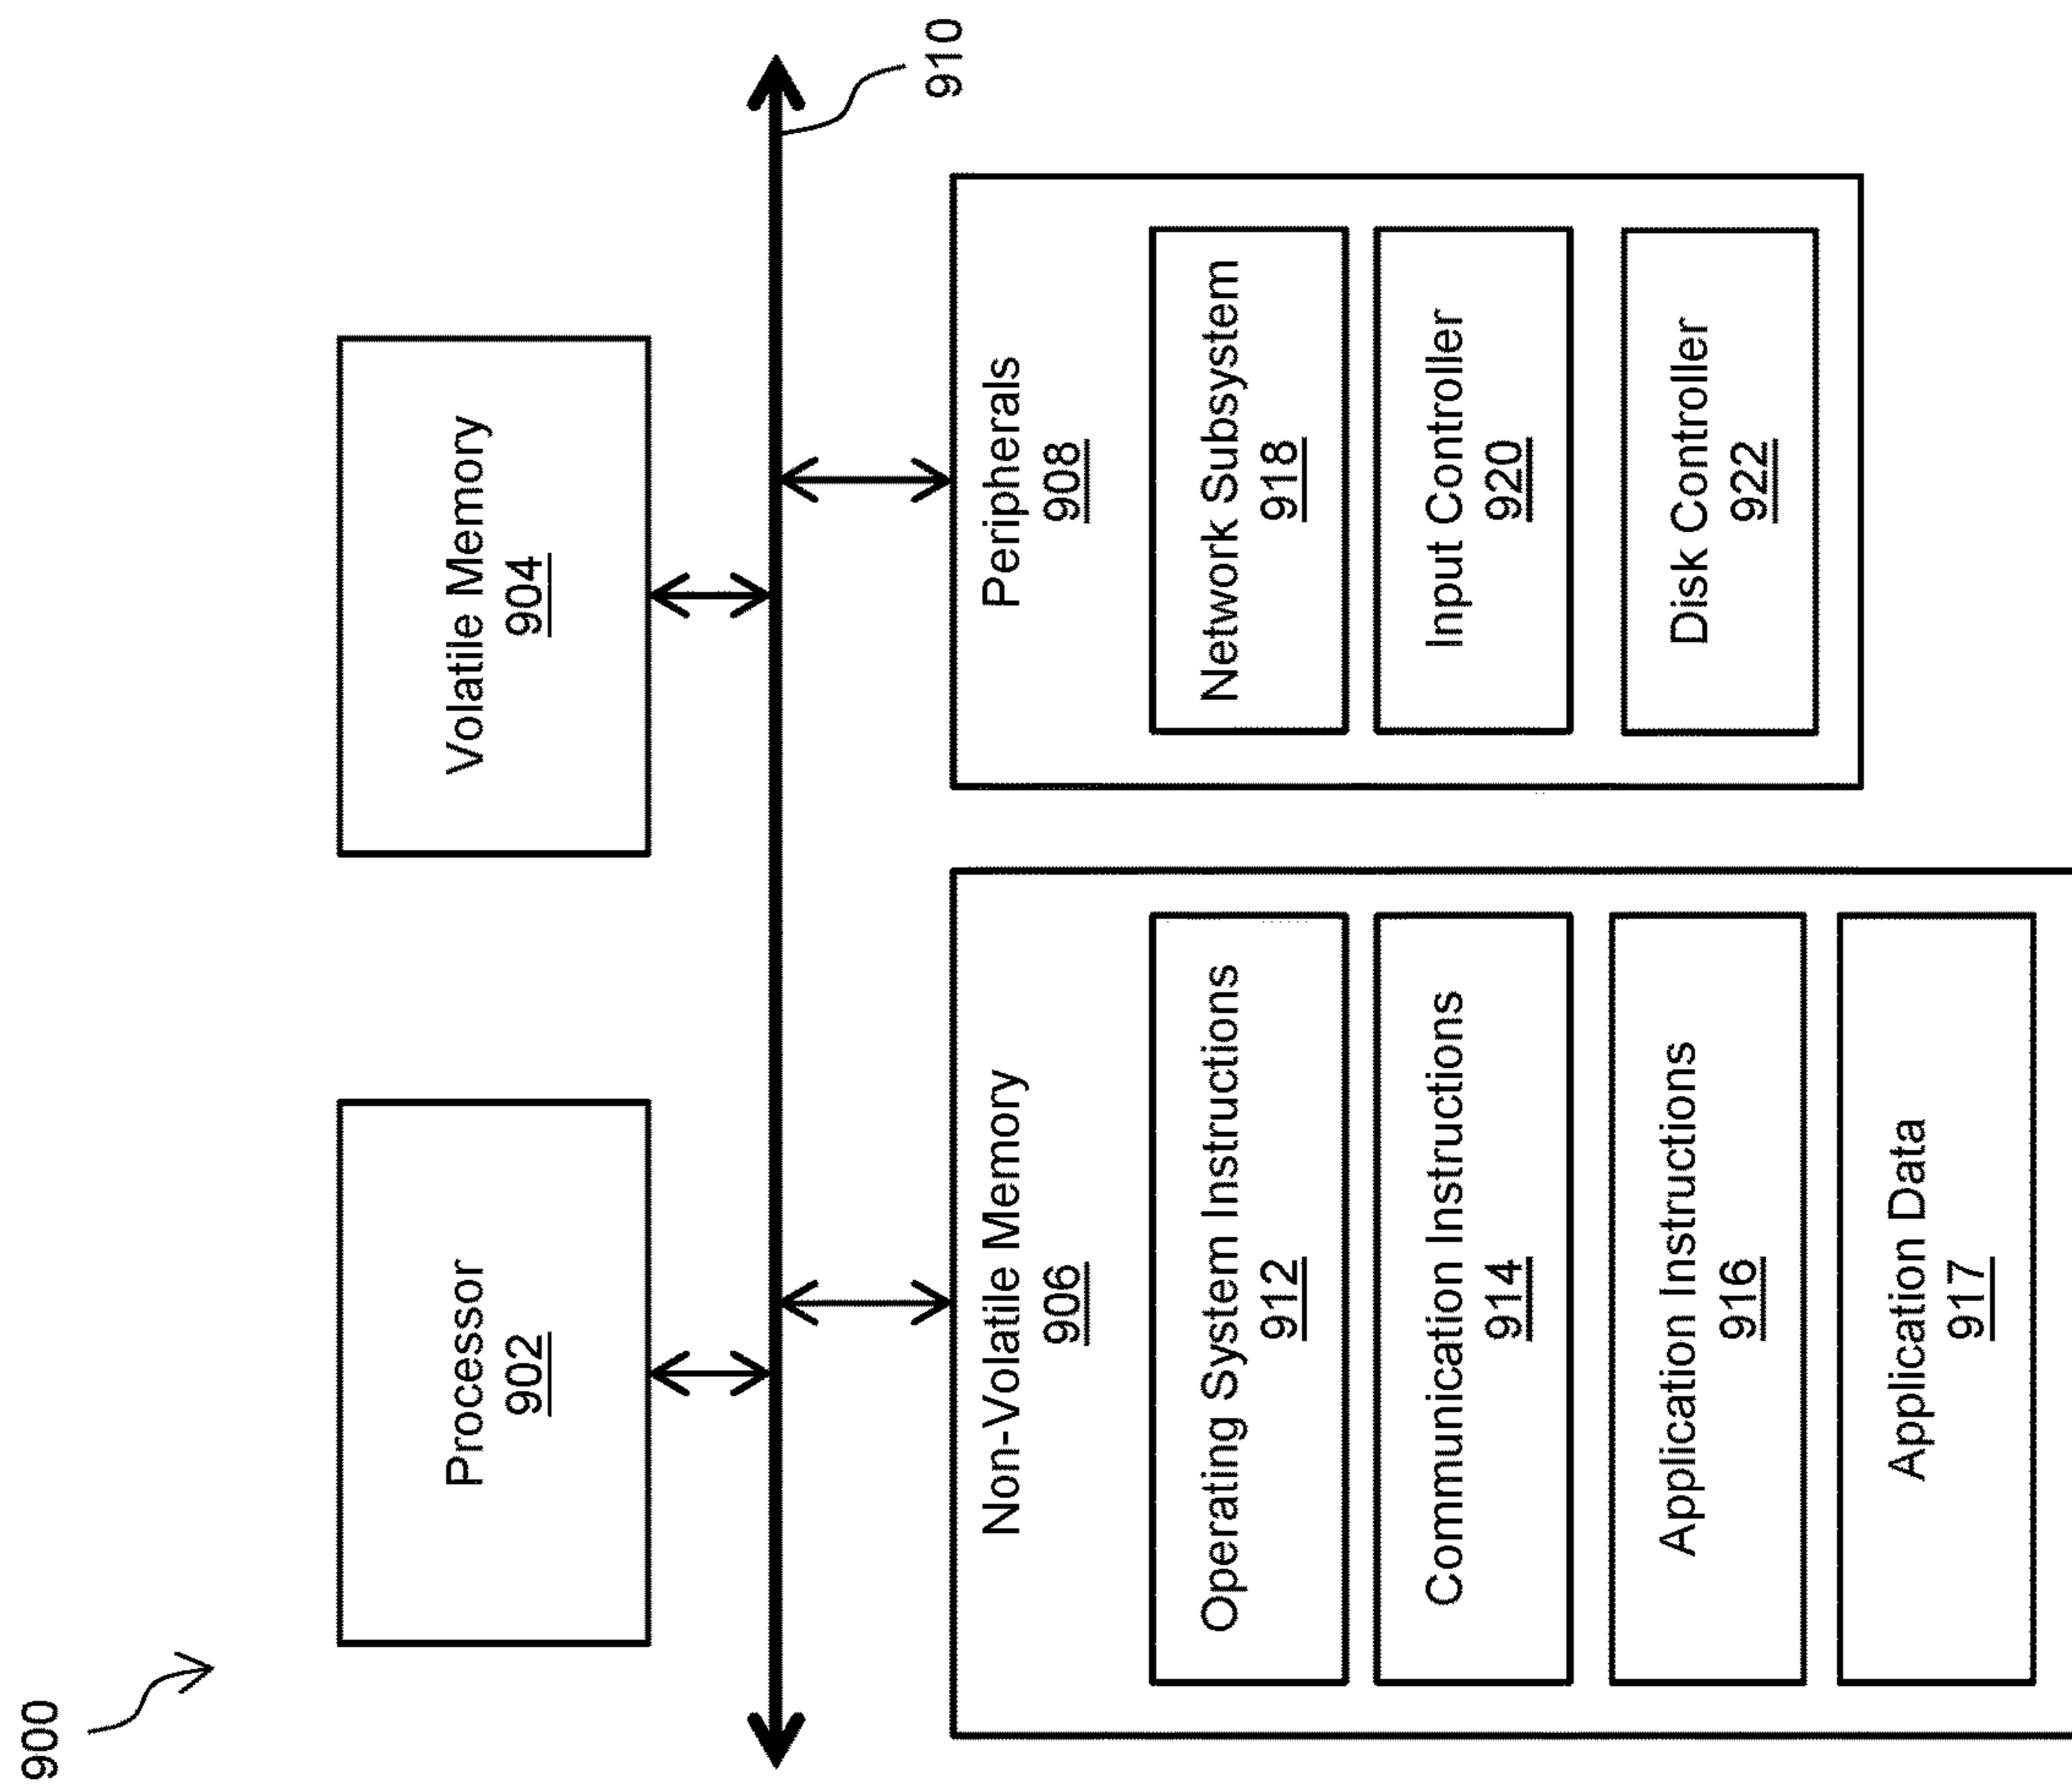 900
Processor
902
Volatile Memory
904
910
Non-Volatile Memory
906
Operating System Instructions
912
Communication Instructions
914
Application Instructions
916
Application Data
917
Peripherals
908
Network Subsystem
918
Input Controller
920
Disk Controller
922